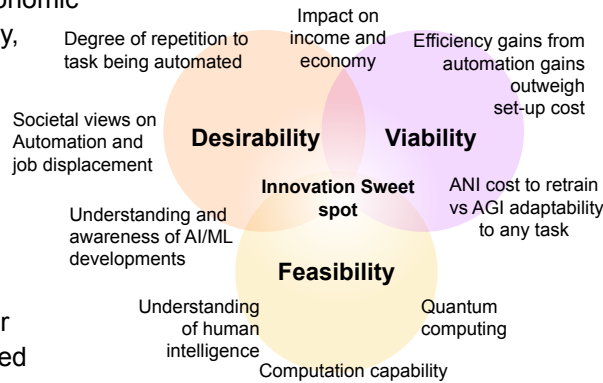 onomic
y,
Impact on
income and
economy
Degree of repetition to
task being automated
Efficiency gains from
automation gains
outweigh
set-up cost
Societal views on
Automation and
job displacement
Desirability
Viability
Innovation Sweet
spot
ANI cost to retrain
vs AGI adaptability
to any task
Understanding and
awareness of AI/ML
developments
Feasibility
Understanding
of human
intelligence
Quantum
computing
Computation capability
r
ed